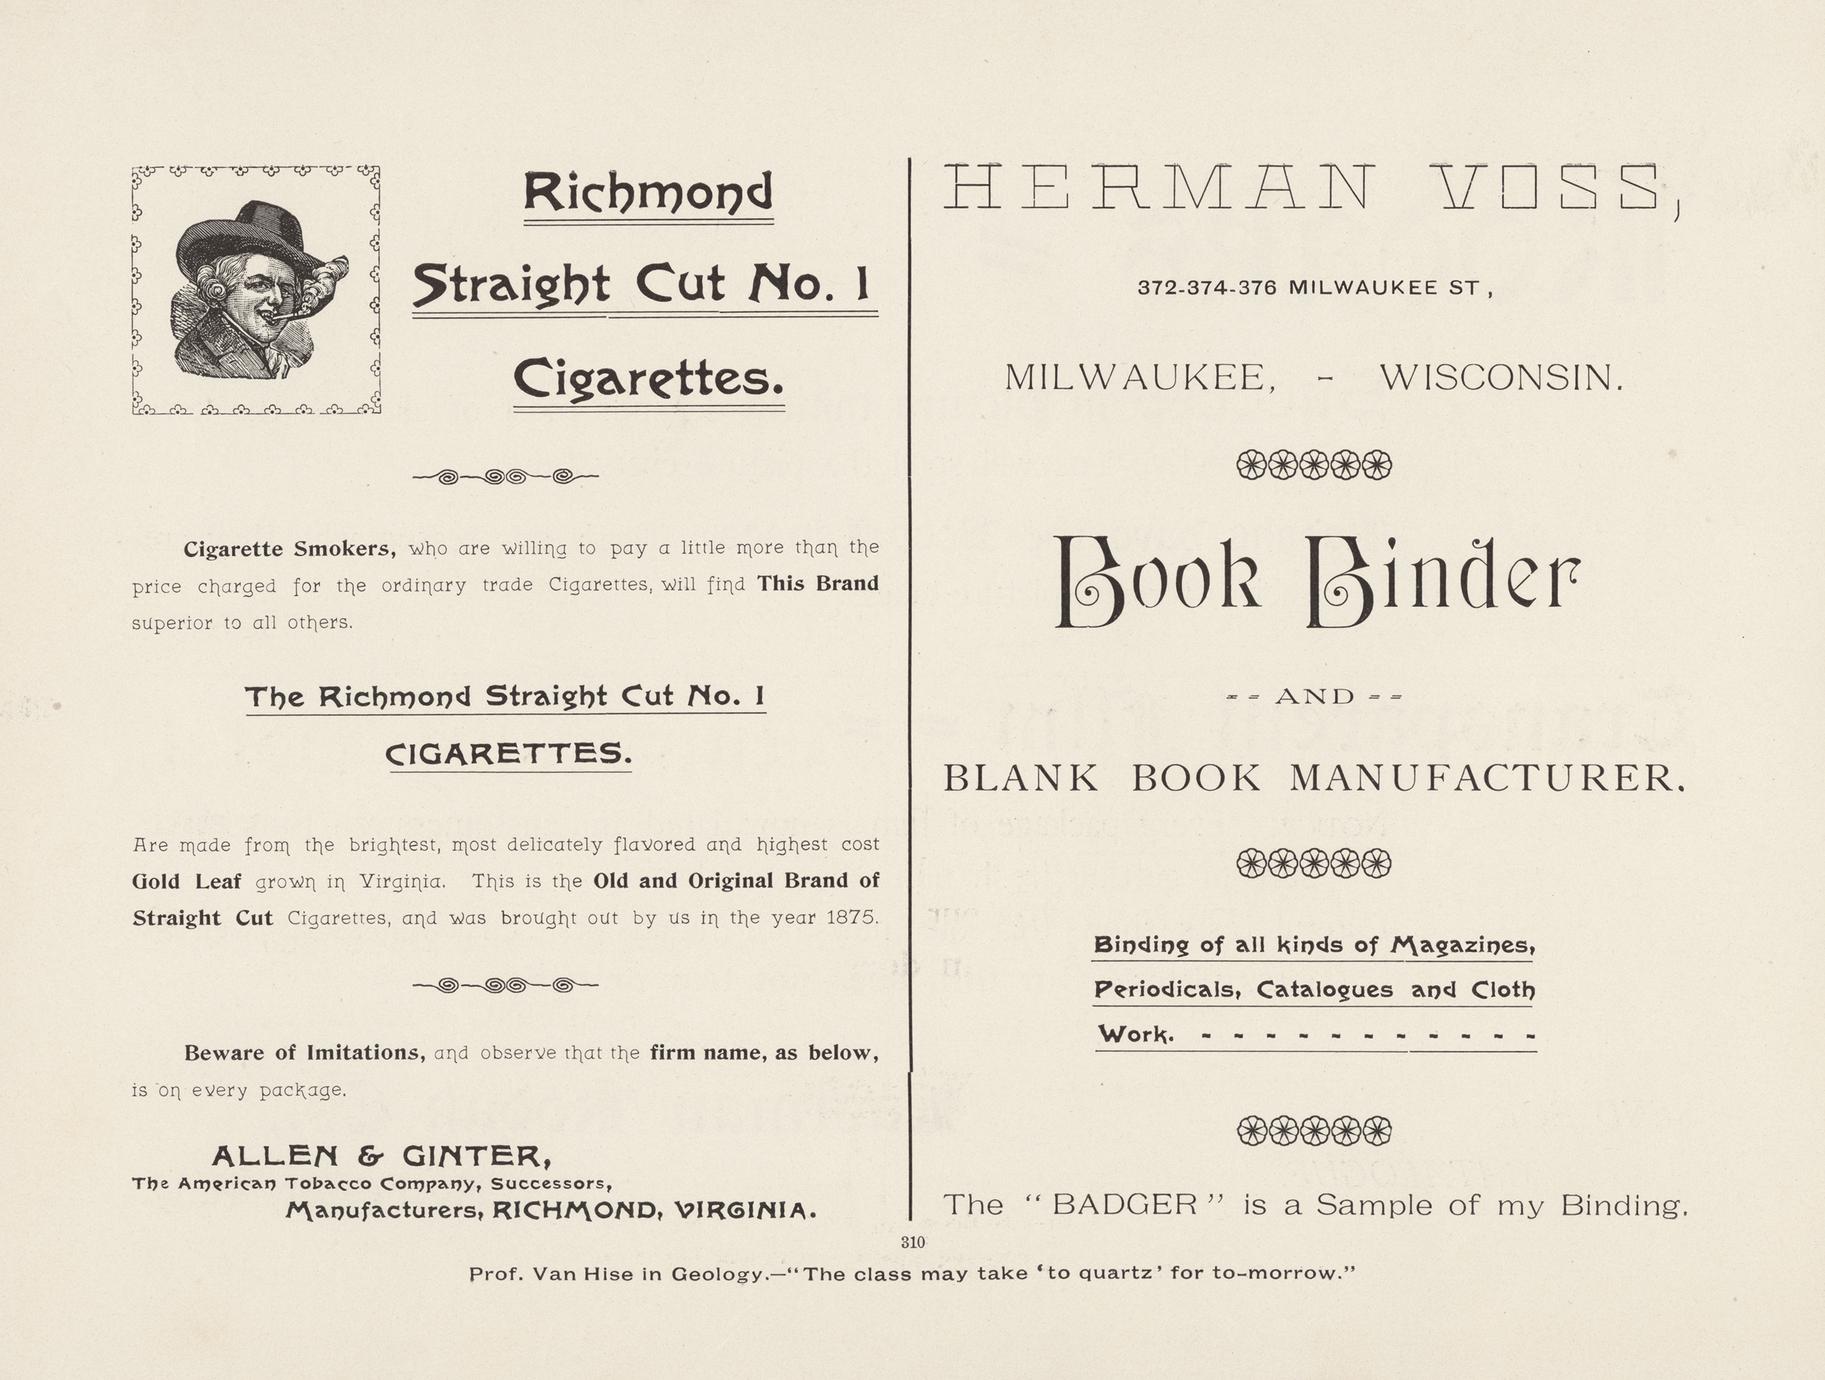 Richmond
Straight Cut No. 1
Cigarettes.
Cigarette Smokers, who are willing to pay a little more than the
price charged for the ordinary trade Cigarettes, will find This Brand
superior to all others.
The Richmond Straight Cut No. 1
CIGARETTES.
Are made from the brightest, most delicately flavored and highest cost
Gold Leaf grown in Virginia. This is the Old and Original Brand of
Straight Cut Cigarettes, and was brought out by us in the year 1875.
Beware of Imitations, and observe that the firm name, as below,
is on every package.
ALLEN & GINTER,
The American Tobacco Company, Successors,
Manufacturers, RICHMOND, VIRGINIA.
HERMAN VOSS,
372-374-376 MILWAUKEE ST,
MILWAUKEE, - WISCONSIN.
Book Binder
-- AND --
BLANK BOOK MANUFACTURER.
Binding of all kinds of Magazines,
Periodicals, Catalogues and Cloth
Work. - - - - - - - - - - -
The "BADGER" is a Sample of my Binding.
310
Prof. Van Hise in Geology.—"The class may take 'to quartz' for to-morrow."